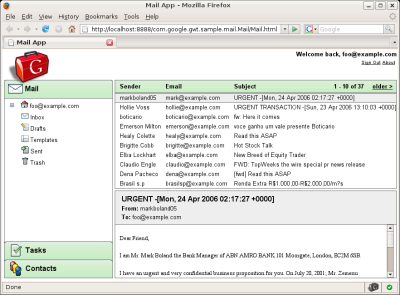 Mail App - Mozilla Firefox
File Edit View History Bookmarks Tools Help
http://localhost:8888/com.google.gwt.sample.mail.Mail/Mail.html
Google
Mail App
Welcome back, foo@example.com
Sign Out About
G
Mail
foo@example.com
Inbox
Drafts
Templates
Sent
Trash
Tasks
Contacts
Sender Email Subject 1 - 10 of 37 older >
markboland05 mark@example.com URGENT -[Mon, 24 Apr 2006 02:17:27 +0000]
Hollie Voss hollie@example.com URGENT TRANSACTION -[Sun, 23 Apr 2006 13:10:03 +0000]
boticario boticario@example.com fw: Here it comes
Emerson Milton emerson@example.com voce ganho um vale presente Boticario
Healy Colette healy@example.com Read this ASAP
Brigitte Cobb brigitte@example.com Hot Stock Talk
Elba Lockhart elba@example.com New Breed of Equity Trader
Claudio Engle claudio@example.com FWD: TopWeeks the wire special pr news release
Dena Pacheco dena@example.com [fwd] Read this ASAP
Brasil s.p brasilsp@example.com Renda Extra R$1.000,00-R$2.000,00/m?s
URGENT -[Mon, 24 Apr 2006 02:17:27 +0000]
From: markboland05
To: foo@example.com
Dear Friend,
I am Mr. Mark Boland the Bank Manager of ABN AMRO BANK 101 Moorgate, London, EC2M 6SB.
I have an urgent and very confidential business proposition for you. On July 20, 2001; Mr. Zemenu
Done